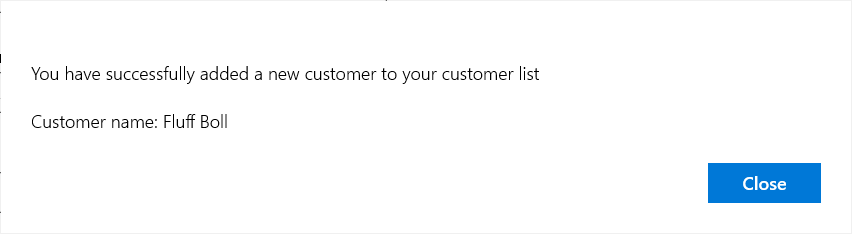 You have successfully added a new customer to your customer list
Customer name: Fluff Boll
Close